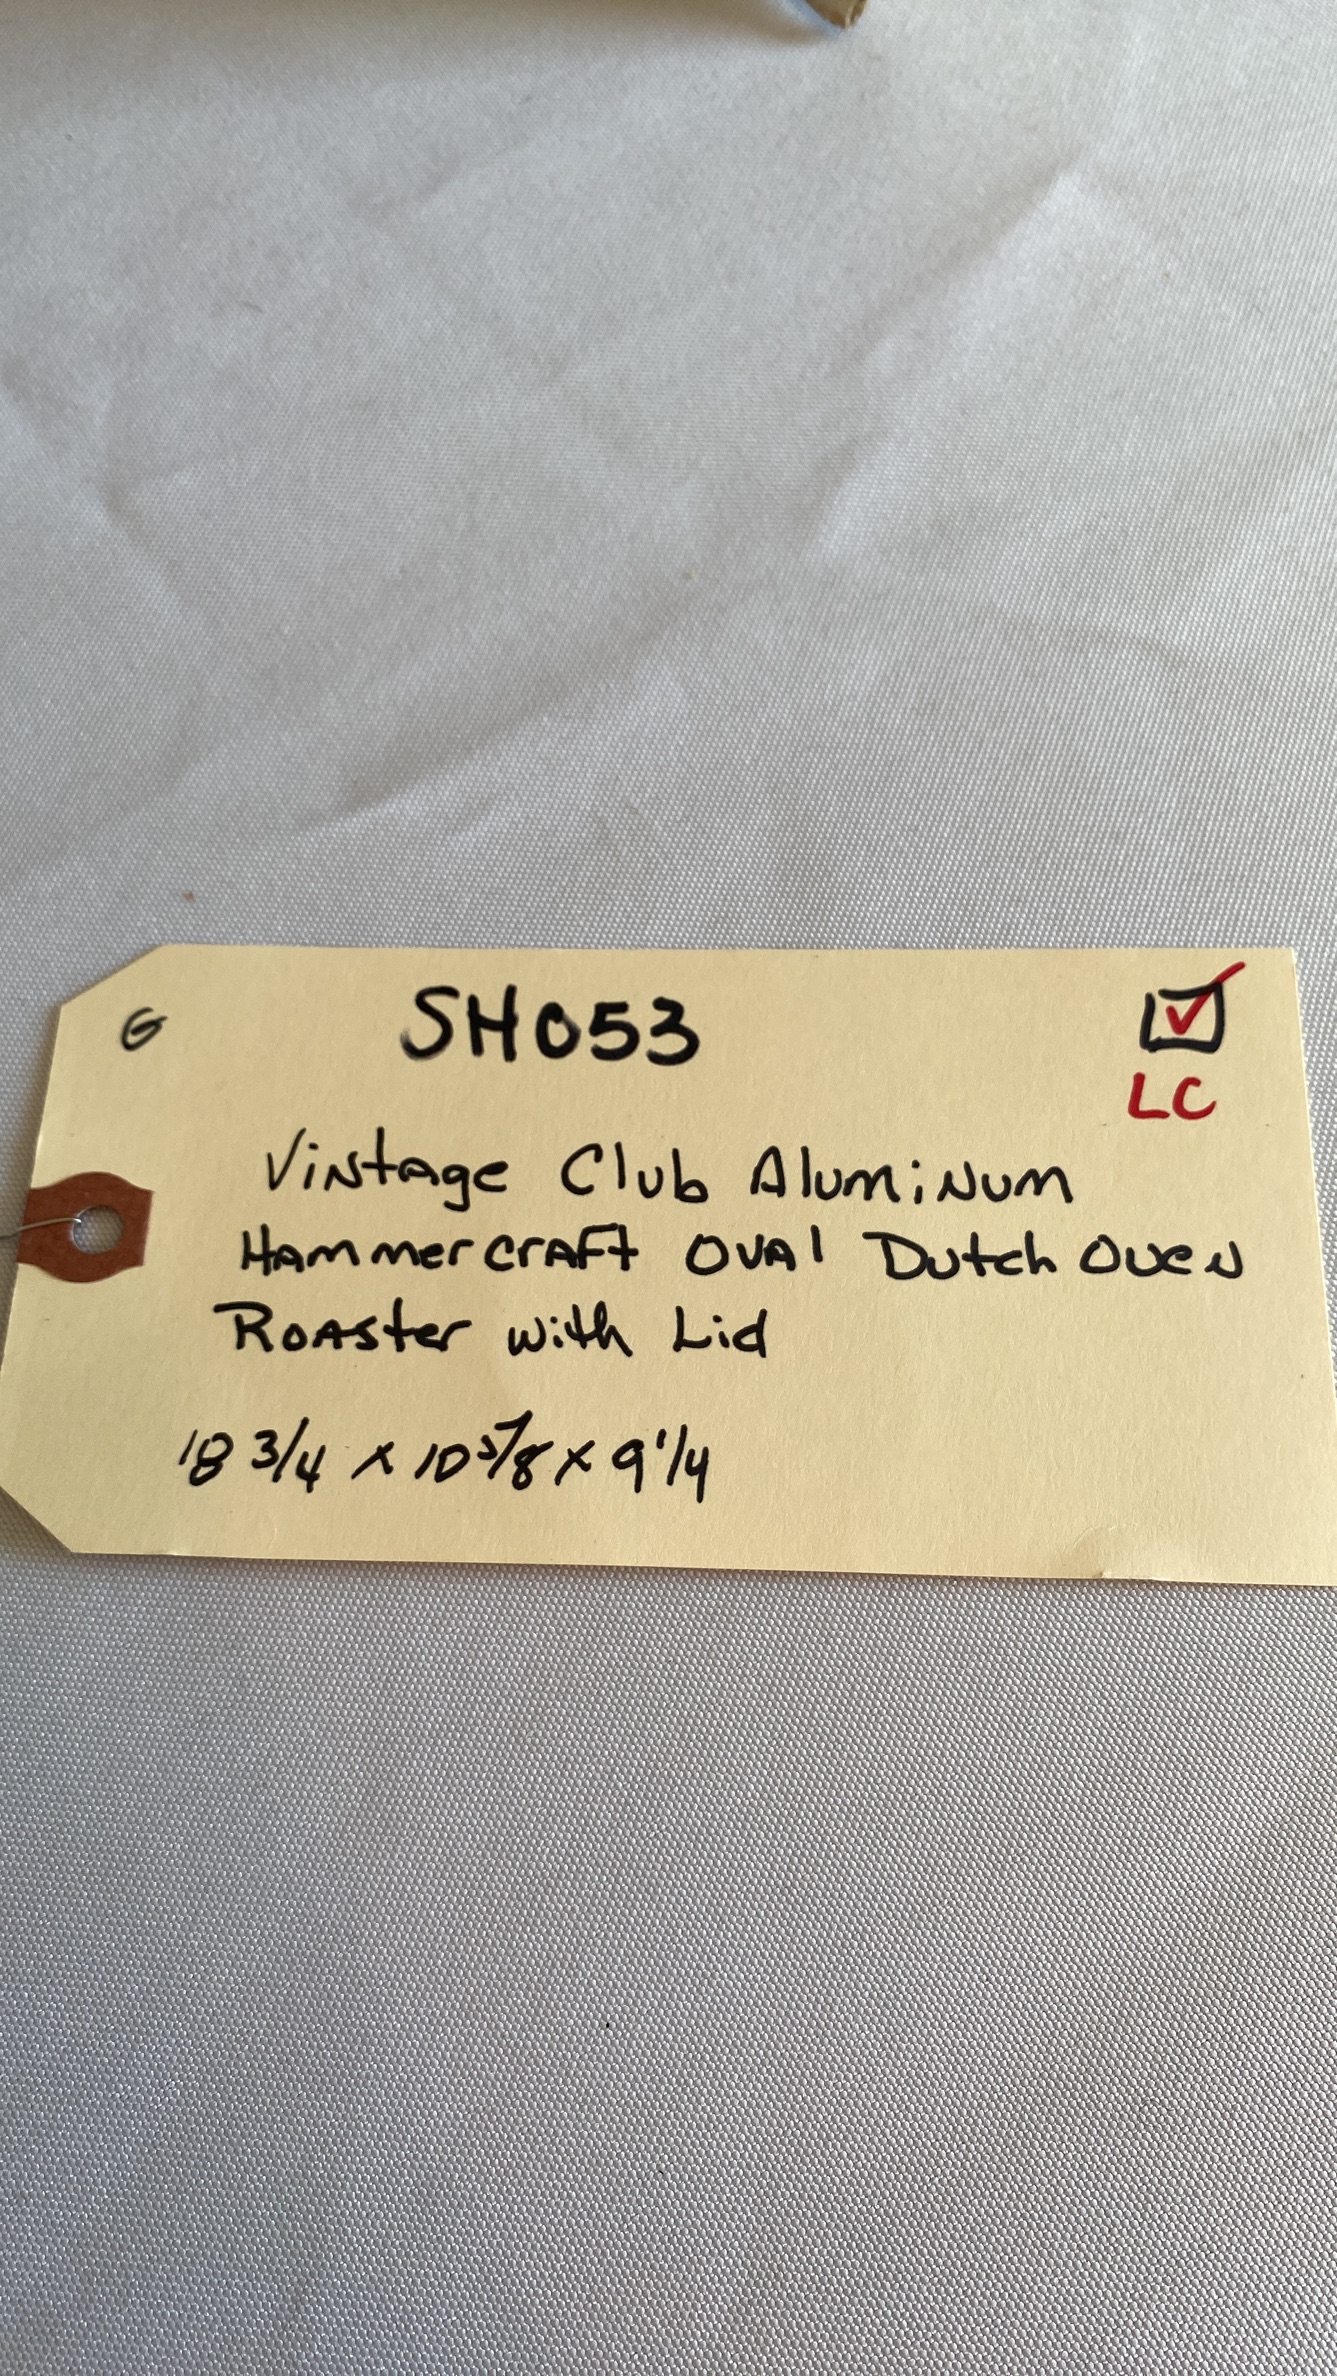 G
SH053
LC
Vintage Club Aluminum
Hammercraft Oval Dutch Oven
Roaster with Lid
18 3/4 x 10 5/8 x 9 1/4